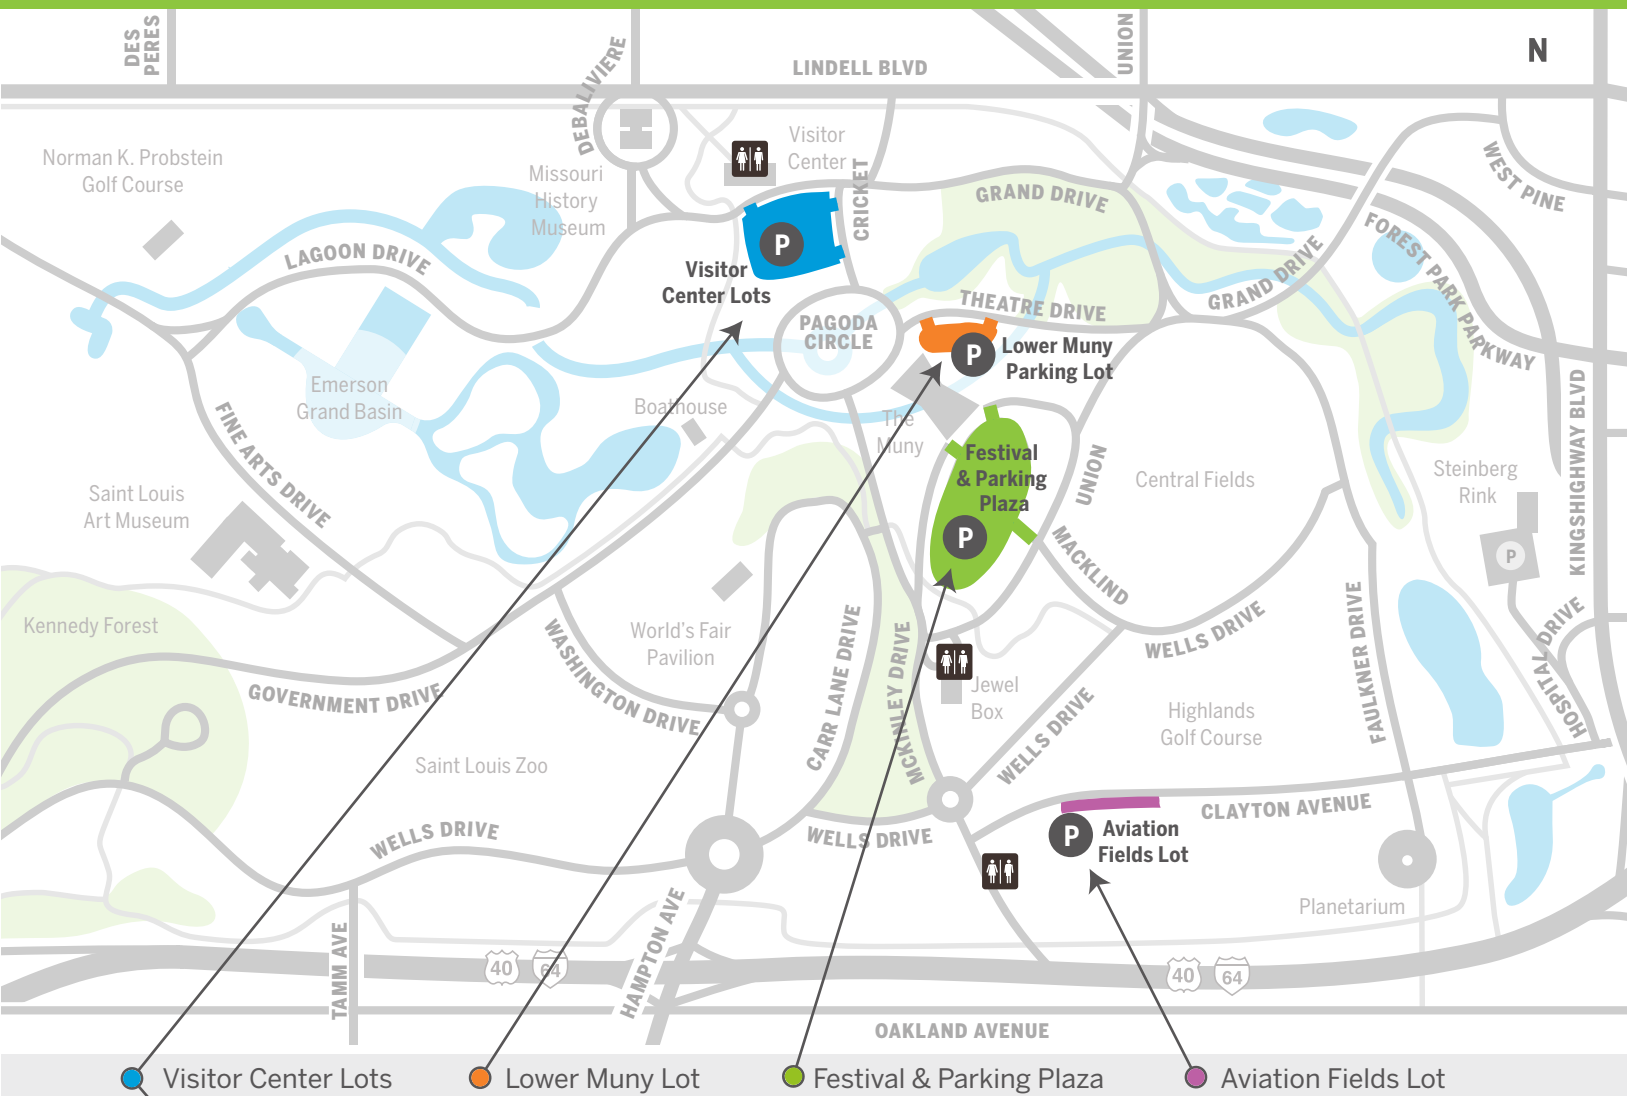 DES
PERES
DEBALIVIERE
LINDELL BLVD
UNION
N
Norman K. Probstein
Golf Course
Missouri
History
Museum
Visitor
Center
CRICKET
GRAND DRIVE
WEST PINE
FOREST PARK PARKWAY
LAGOON DRIVE
P
Visitor
Center Lots
GRAND DRIVE
THEATRE DRIVE
PAGODA
CIRCLE
P
Lower Muny
Parking Lot
Emerson
Grand Basin
Boathouse
The
Muny
FINE ARTS DRIVE
Festival
& Parking
Plaza
P
UNION
Central Fields
Steinberg
Rink
P
KINGSHIGHWAY BLVD
Saint Louis
Art Museum
MACKLIND
Kennedy Forest
World's Fair
Pavilion
WASHINGTON DRIVE
CARR LANE DRIVE
MCKINLEY DRIVE
WELLS DRIVE
FAULKNER DRIVE
HOSPITAL DRIVE
GOVERNMENT DRIVE
Jewel
Box
WELLS DRIVE
Highlands
Golf Course
Saint Louis Zoo
WELLS DRIVE
WELLS DRIVE
CLAYTON AVENUE
P
Aviation
Fields Lot
Planetarium
TAMM AVE
HAMPTON AVE
40
64
40
64
OAKLAND AVENUE
Visitor Center Lots
Lower Muny Lot
Festival & Parking Plaza
Aviation Fields Lot